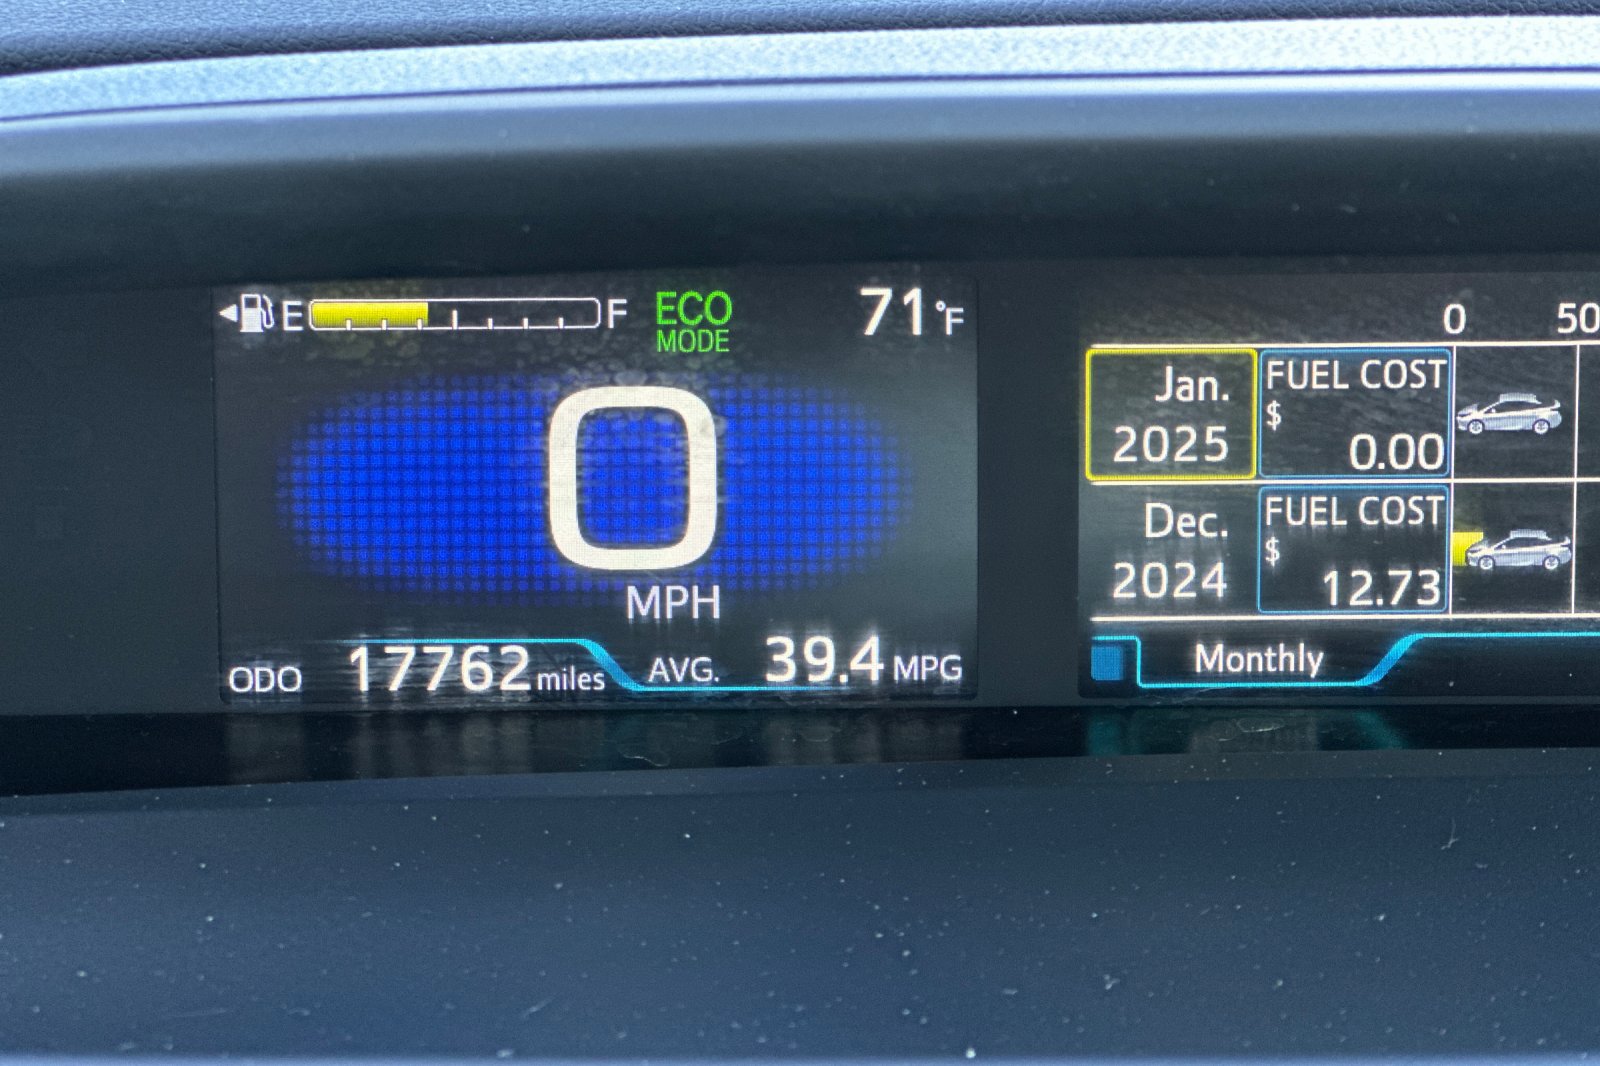 E F ECO MODE 71°F
0
MPH
ODO 17762 miles AVG. 39.4 MPG
0 50
Jan. 2025 FUEL COST $ 0.00
Dec. 2024 FUEL COST $ 12.73
Monthly